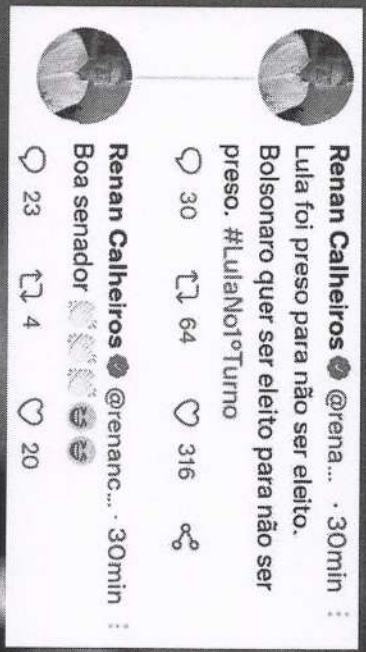 Renan Calheiros @rena... · 30min
Lula foi preso para não ser eleito.
Bolsonaro quer ser eleito para não ser
preso. #LulaNo1ºTurno
30 64 316
Renan Calheiros @renanc... · 30min
Boa senador 👏👏👏😂😂
23 4 20